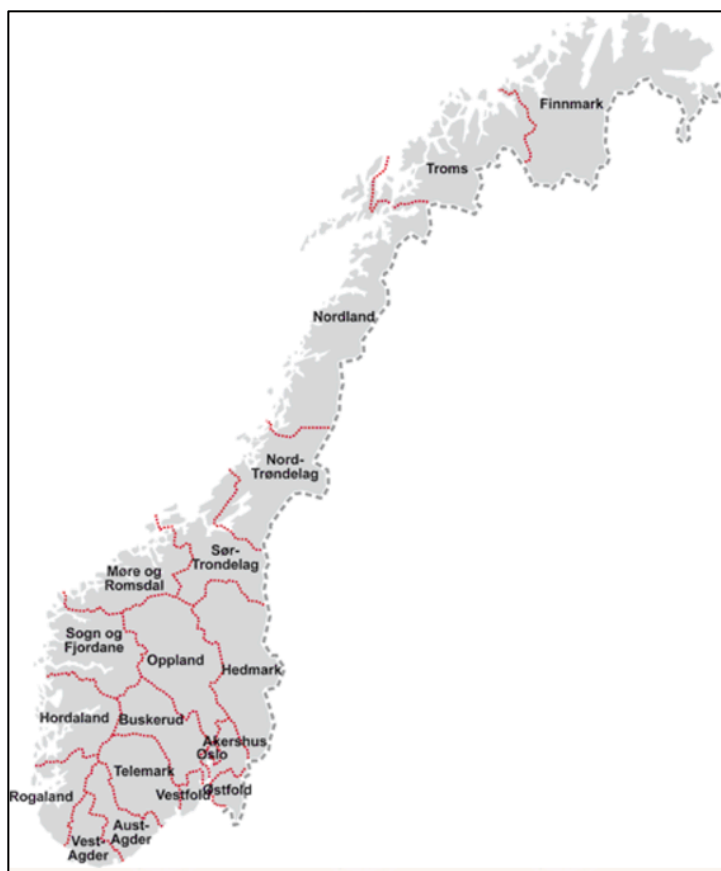 Finnmark
Troms
Nordland
Nord-
Trøndelag
Sør-
Trondelag
Møre og
Romsdal
Sogn og
Fjordane
Oppland
Hedmark
Hordaland
Buskerud
Akershus
Oslo
Telemark
Vestfold
Østfold
Rogaland
Aust-
Agder
Vest-
Agder